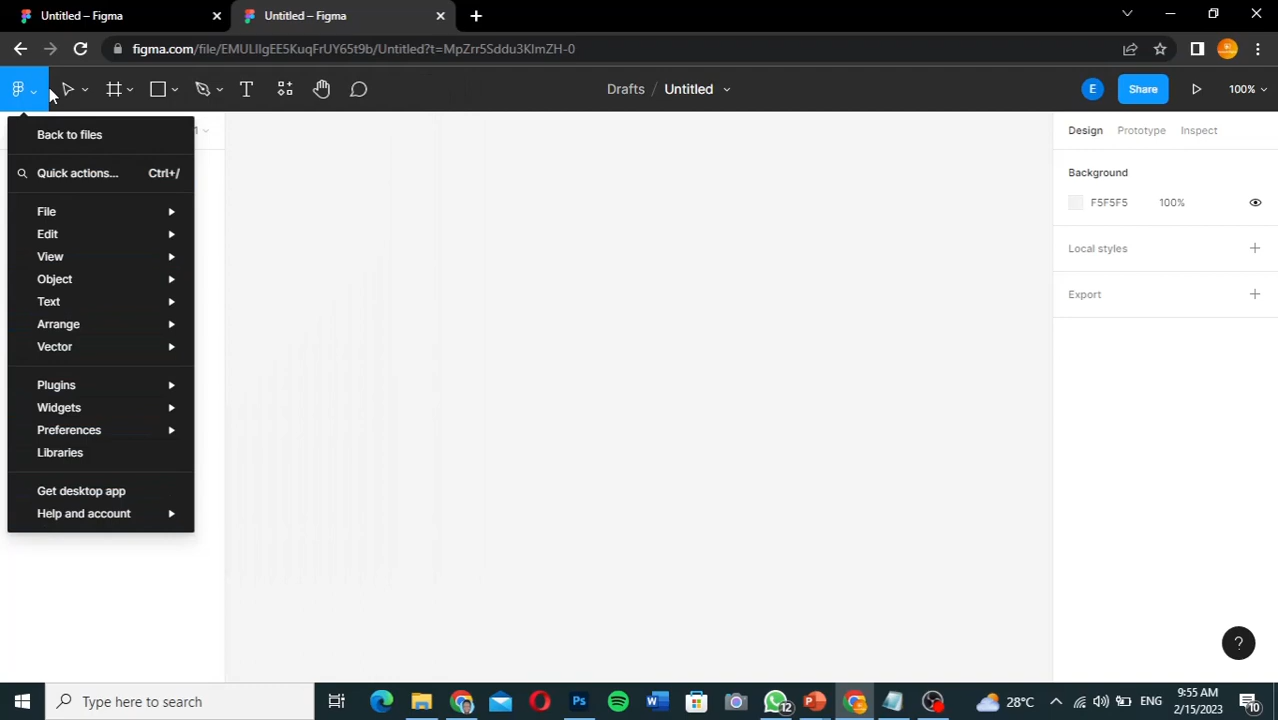 Untitled – Figma
Untitled – Figma
figma.com/file/EMULlIgEE5KuqFrUY65t9b/Untitled?t=MpZrr5Sddu3KlmZH-0
Drafts / Untitled
E
Share
100%
Back to files
1
Quick actions... Ctrl+/
File
Edit
View
Object
Text
Arrange
Vector
Plugins
Widgets
Preferences
Libraries
Get desktop app
Help and account
Design Prototype Inspect
Background
F5F5F5 100%
Local styles
Export
?
Type here to search
Ps
12
28°C
ENG
9:55 AM
2/15/2023
10